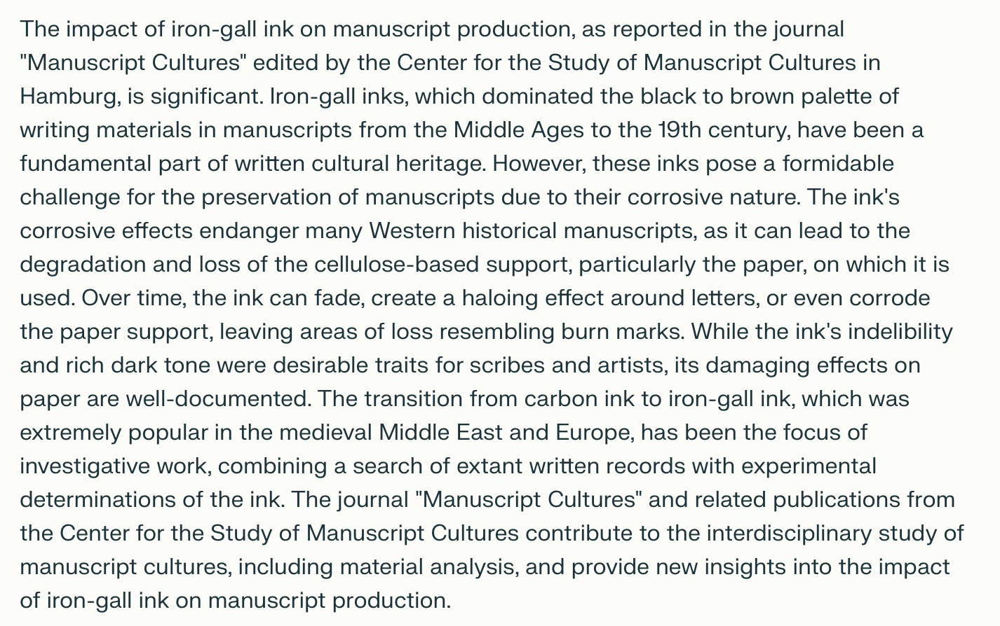 The impact of iron-gall ink on manuscript production, as reported in the journal
"Manuscript Cultures" edited by the Center for the Study of Manuscript Cultures in
Hamburg, is significant. Iron-gall inks, which dominated the black to brown palette of
writing materials in manuscripts from the Middle Ages to the 19th century, have been a
fundamental part of written cultural heritage. However, these inks pose a formidable
challenge for the preservation of manuscripts due to their corrosive nature. The ink's
corrosive effects endanger many Western historical manuscripts, as it can lead to the
degradation and loss of the cellulose-based support, particularly the paper, on which it is
used. Over time, the ink can fade, create a haloing effect around letters, or even corrode
the paper support, leaving areas of loss resembling burn marks. While the ink's indelibility
and rich dark tone were desirable traits for scribes and artists, its damaging effects on
paper are well-documented. The transition from carbon ink to iron-gall ink, which was
extremely popular in the medieval Middle East and Europe, has been the focus of
investigative work, combining a search of extant written records with experimental
determinations of the ink. The journal "Manuscript Cultures" and related publications from
the Center for the Study of Manuscript Cultures contribute to the interdisciplinary study of
manuscript cultures, including material analysis, and provide new insights into the impact
of iron-gall ink on manuscript production.